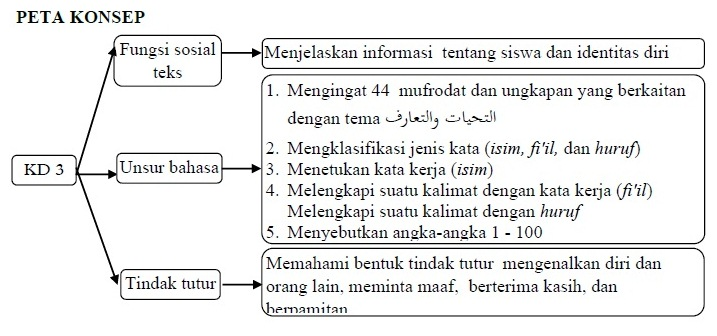 PETA KONSEP
Fungsi sosial
teks
Menjelaskan informasi tentang siswa dan identitas diri
KD 3
Unsur bahasa
1. Mengingat 44 mufrodat dan ungkapan yang berkaitan
dengan tema التحيات والتعارف
2. Mengklasifikasi jenis kata (isim, fi'il, dan huruf)
3. Menetukan kata kerja (isim)
4. Melengkapi suatu kalimat dengan kata kerja (fi'il)
Melengkapi suatu kalimat dengan huruf
5. Menyebutkan angka-angka 1 - 100
Tindak tutur
Memahami bentuk tindak tutur mengenalkan diri dan
orang lain, meminta maaf, berterima kasih, dan
berpamitan